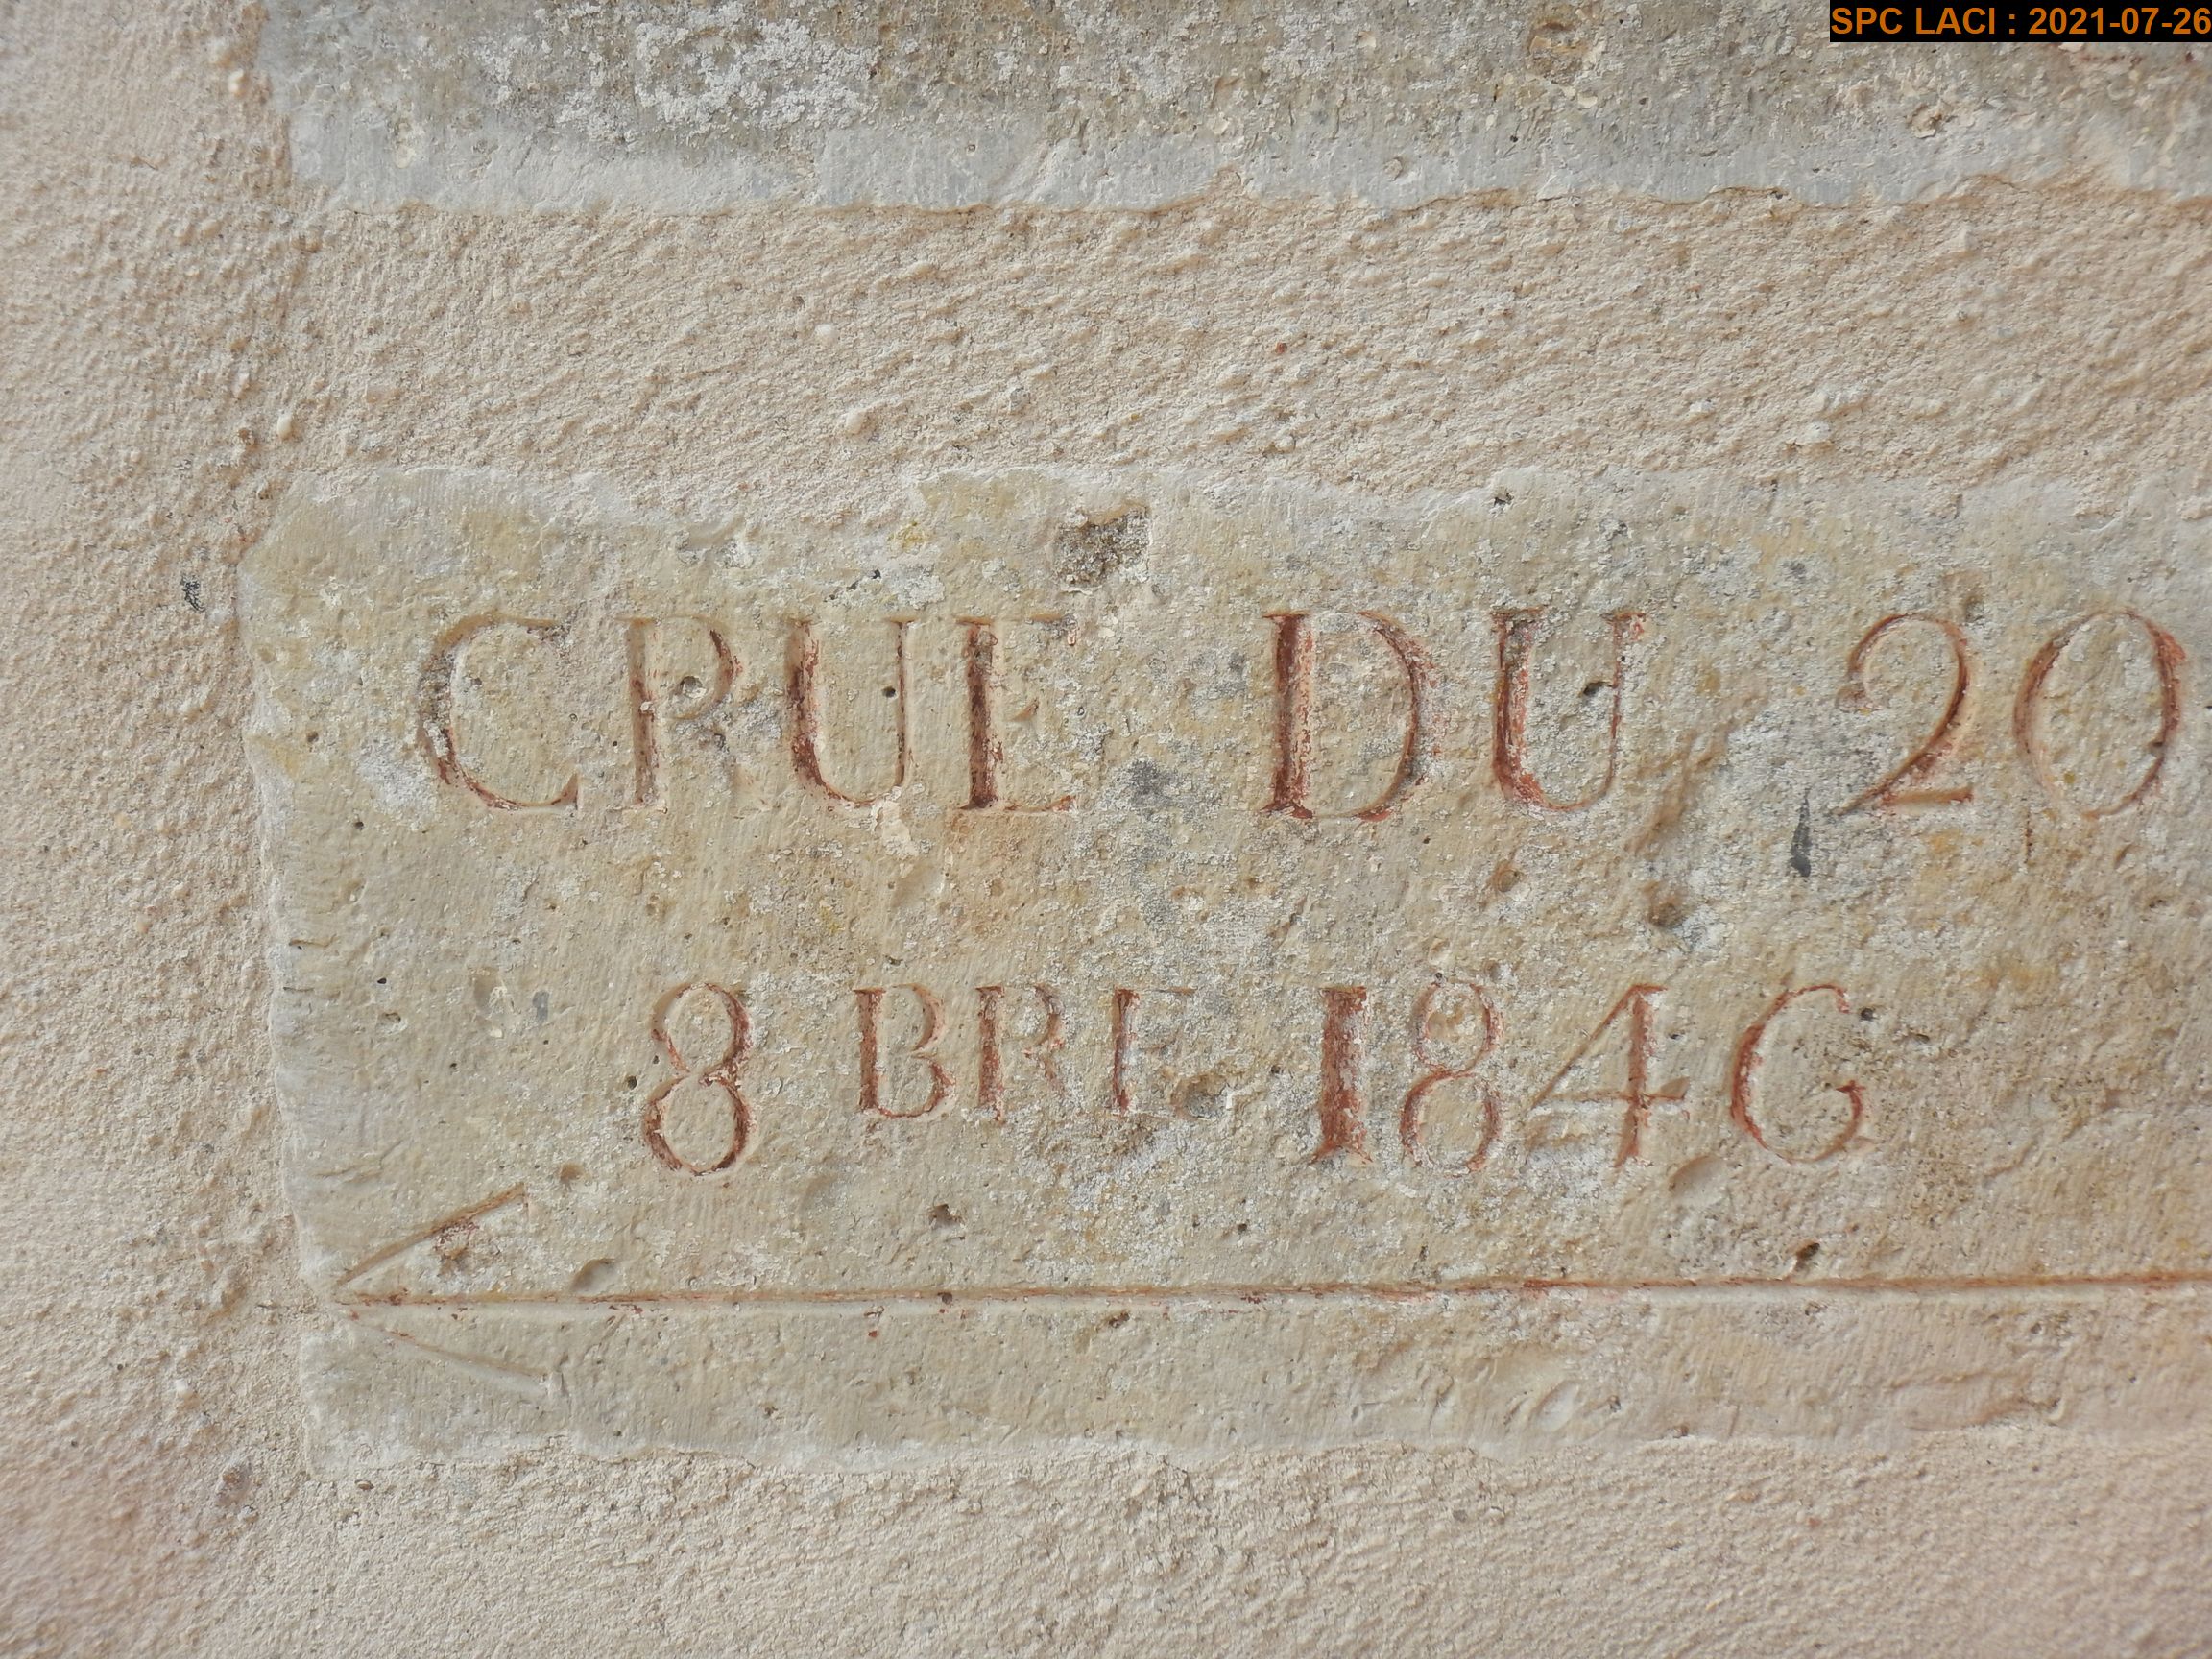 SPC LACI : 2021-07-26
CRUE DU 20
8 BRE 1846